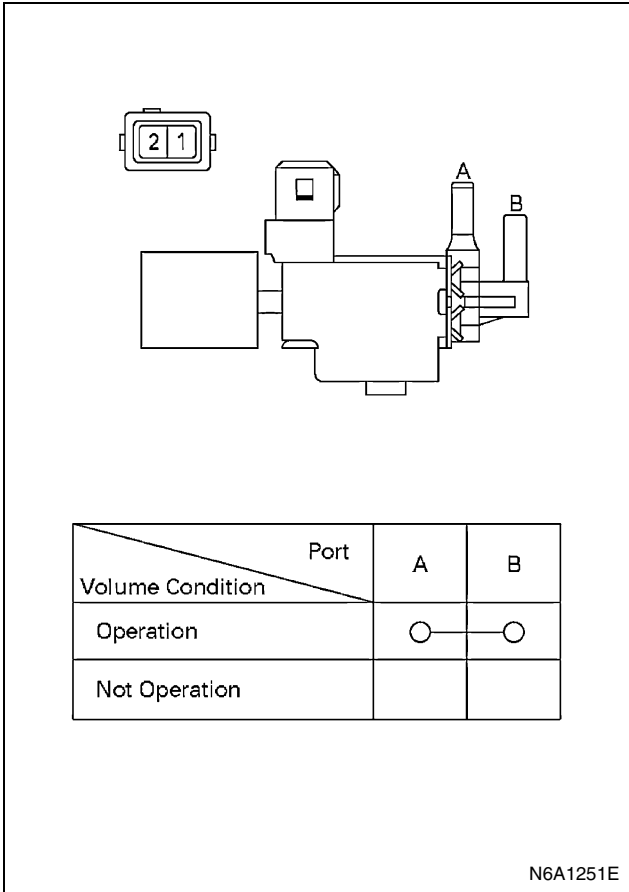 2 1
A
B
Port A B
Volume Condition
Operation
Not Operation
N6A1251E